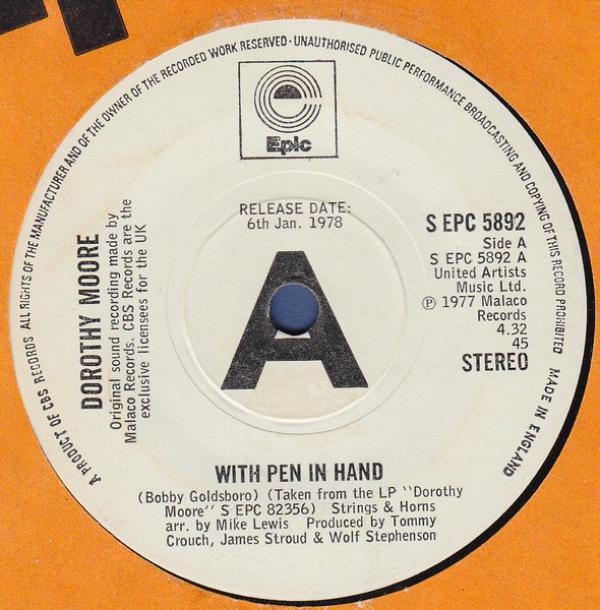 A PRODUCT OF CBS RECORDS ALL RIGHTS OF THE MANUFACTURER AND OF THE OWNER OF THE RECORDED WORK RESERVED · UNAUTHORISED PUBLIC PERFORMANCE BROADCASTING AND COPYING OF THIS RECORD PROHIBITED MADE IN ENGLAND
Epic
RELEASE DATE:
6th Jan. 1978
DOROTHY MOORE
Original sound recording made by
Malaco Records. CBS Records are the
exclusive licensees for the UK
A
S EPC 5892
Side A
S EPC 5892 A
United Artists
Music Ltd.
℗ 1977 Malaco
Records
4.32
45
STEREO
WITH PEN IN HAND
(Bobby Goldsboro) (Taken from the LP "Dorothy
Moore" S EPC 82356) Strings & Horns
arr. by Mike Lewis Produced by Tommy
Crouch, James Stroud & Wolf Stephenson